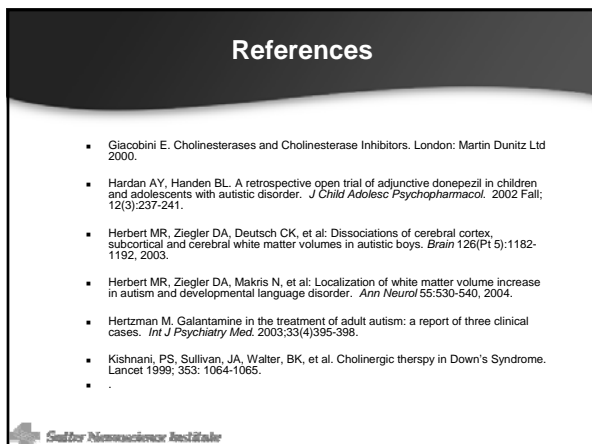 References
▪ Giacobini E. Cholinesterases and Cholinesterase Inhibitors. London: Martin Dunitz Ltd
2000.
▪ Hardan AY, Handen BL. A retrospective open trial of adjunctive donepezil in children
and adolescents with autistic disorder. J Child Adolesc Psychopharmacol. 2002 Fall;
12(3):237-241.
▪ Herbert MR, Ziegler DA, Deutsch CK, et al: Dissociations of cerebral cortex,
subcortical and cerebral white matter volumes in autistic boys. Brain 126(Pt 5):1182-
1192, 2003.
▪ Herbert MR, Ziegler DA, Makris N, et al: Localization of white matter volume increase
in autism and developmental language disorder. Ann Neurol 55:530-540, 2004.
▪ Hertzman M. Galantamine in the treatment of adult autism: a report of three clinical
cases. Int J Psychiatry Med. 2003;33(4)395-398.
▪ Kishnani, PS, Sullivan, JA, Walter, BK, et al. Cholinergic therspy in Down's Syndrome.
Lancet 1999; 353: 1064-1065.
▪ .
Sutter Neuroscience Institute